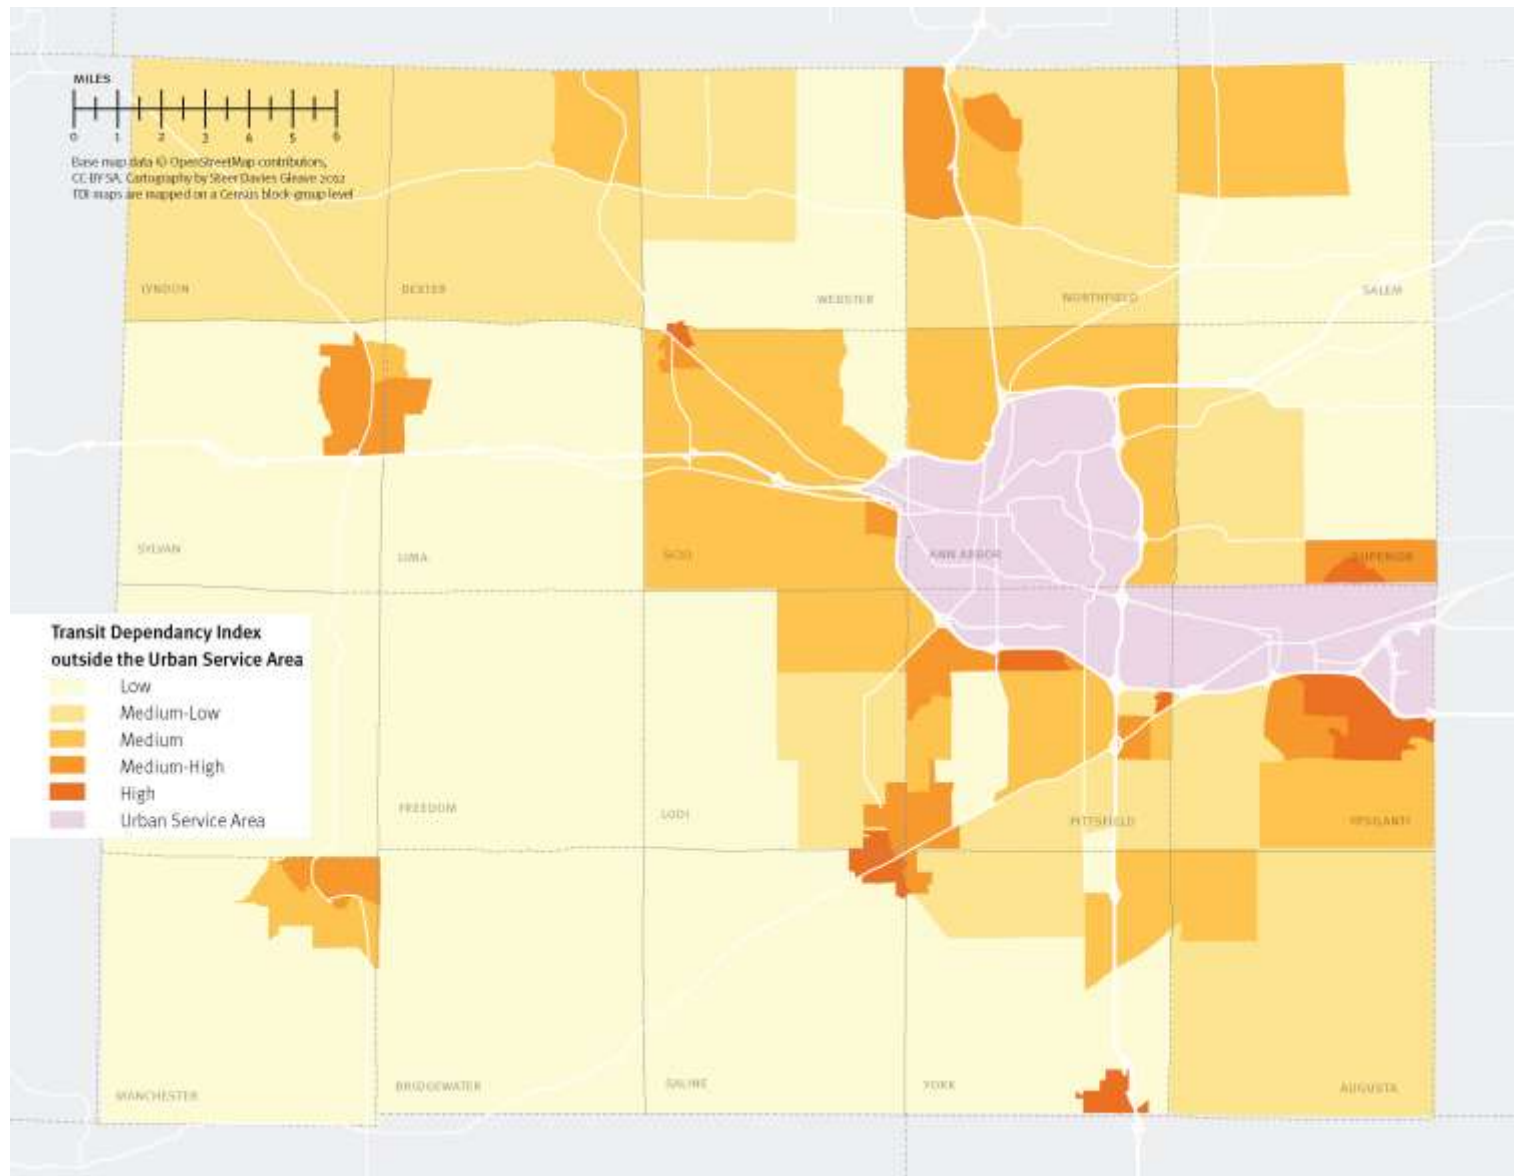 MILES
0 1 2 3 4 5 6
Base map data © OpenStreetMap contributors,
CC BY SA, Cartography by Steer Davies Gleave 2012
TDI maps are mapped on a Census block-group level
LYNDON
DEXTER
WEBSTER
NORTHFIELD
SALEM
SYLVAN
LIMA
SCIO
ANN ARBOR
SUPERIOR
Transit Dependancy Index
outside the Urban Service Area
Low
Medium-Low
Medium
Medium-High
High
Urban Service Area
FREEDOM
LODI
PITTSFIELD
YPSILANTI
MANCHESTER
BRIDGEWATER
SALINE
YORK
AUGUSTA